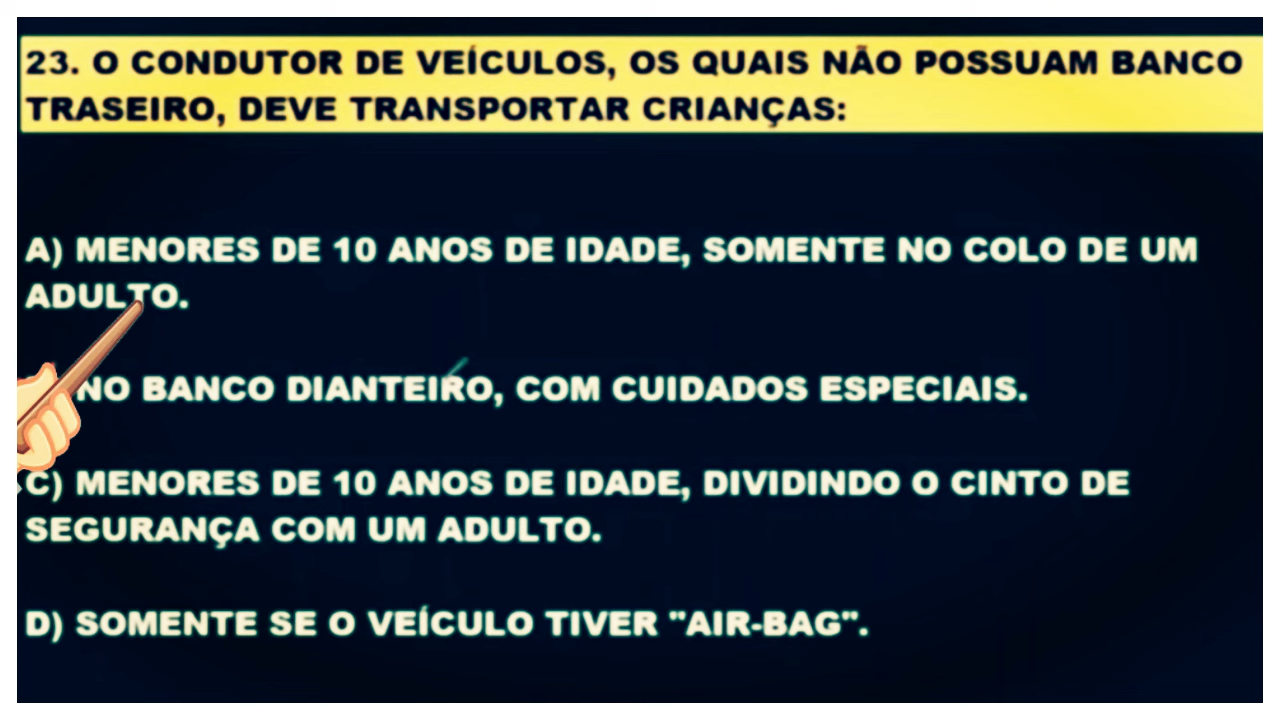 23. O CONDUTOR DE VEÍCULOS, OS QUAIS NÃO POSSUAM BANCO
TRASEIRO, DEVE TRANSPORTAR CRIANÇAS:
A) MENORES DE 10 ANOS DE IDADE, SOMENTE NO COLO DE UM
ADULTO.
NO BANCO DIANTEIRO, COM CUIDADOS ESPECIAIS.
C) MENORES DE 10 ANOS DE IDADE, DIVIDINDO O CINTO DE
SEGURANÇA COM UM ADULTO.
D) SOMENTE SE O VEÍCULO TIVER "AIR-BAG".